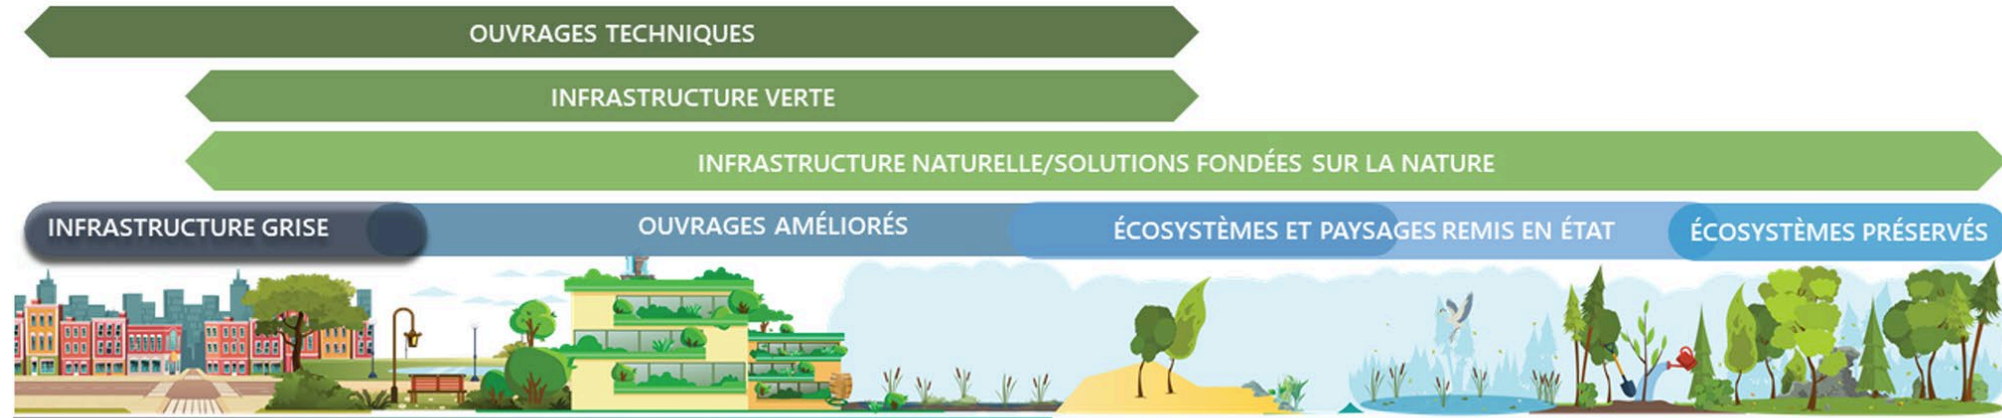 OUVRAGES TECHNIQUES
INFRASTRUCTURE VERTE
INFRASTRUCTURE NATURELLE/SOLUTIONS FONDÉES SUR LA NATURE
INFRASTRUCTURE GRISE
OUVRAGES AMÉLIORÉS
ÉCOSYSTÈMES ET PAYSAGES REMIS EN ÉTAT
ÉCOSYSTÈMES PRÉSERVÉS